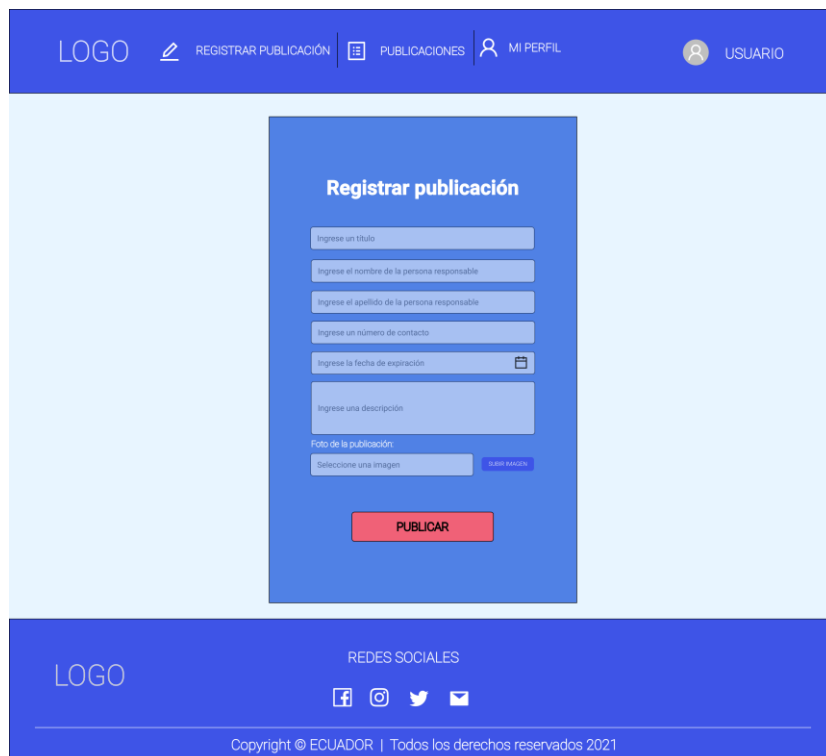 LOGO REGISTRAR PUBLICACIÓN PUBLICACIONES MI PERFIL USUARIO
Registrar publicación
Ingrese un título
Ingrese el nombre de la persona responsable
Ingrese el apellido de la persona responsable
Ingrese un número de contacto
Ingrese la fecha de expiración
Ingrese una descripción
Foto de la publicación:
Seleccione una imagen SUBIR IMAGEN
PUBLICAR
REDES SOCIALES
LOGO
Copyright © ECUADOR | Todos los derechos reservados 2021